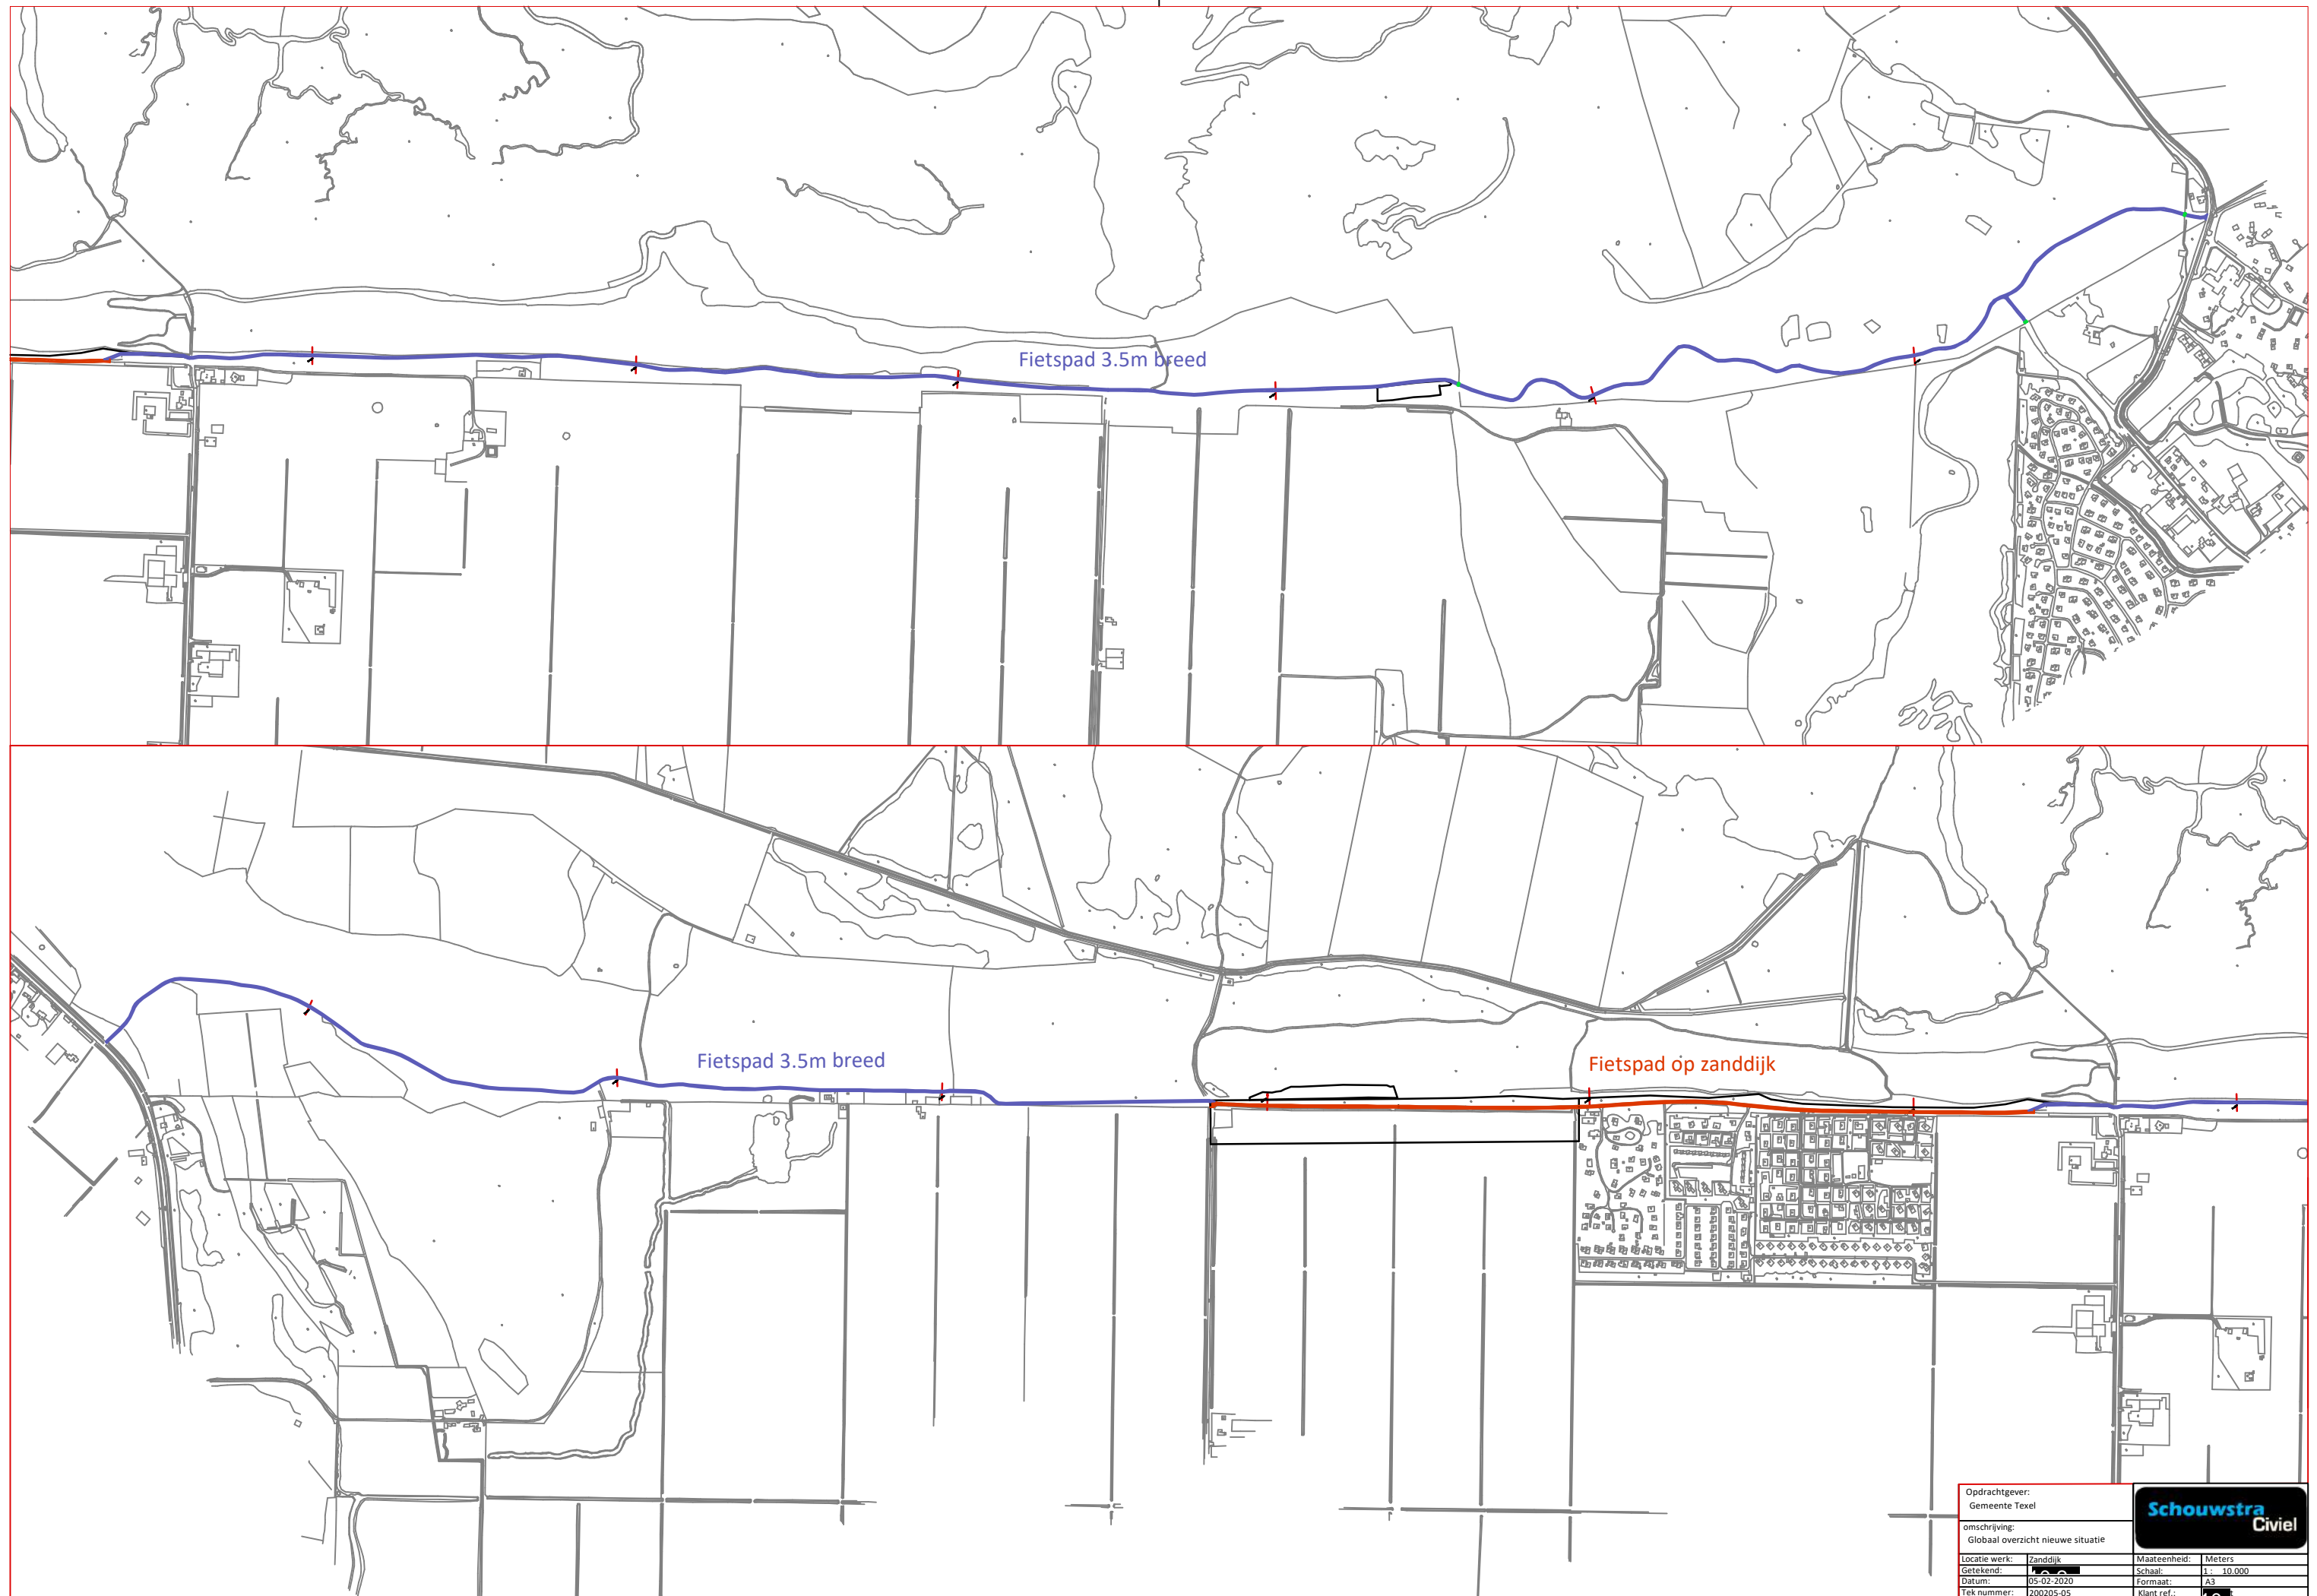 Fietspad 3.5m breed
Fietspad 3.5m breed
Fietspad op zanddijk
Opdrachtgever:
Gemeente Texel
Schouwstra
Civiel
omschrijving:
Globaal overzicht nieuwe situatie
Locatie werk: Zanddijk Maateenheid: Meters
Getekend: Schaal: 1 : 10.000
Datum: 05-02-2020 Formaat: A3
Tek nummer: 200205-05 Klant ref.: